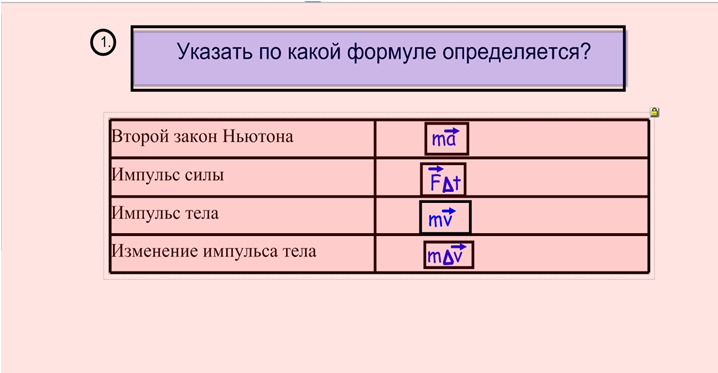 1.
Указать по какой формуле определяется?
Второй закон Ньютона ma⃗
Импульс силы F⃗Δt
Импульс тела mv⃗
Изменение импульса тела mΔv⃗